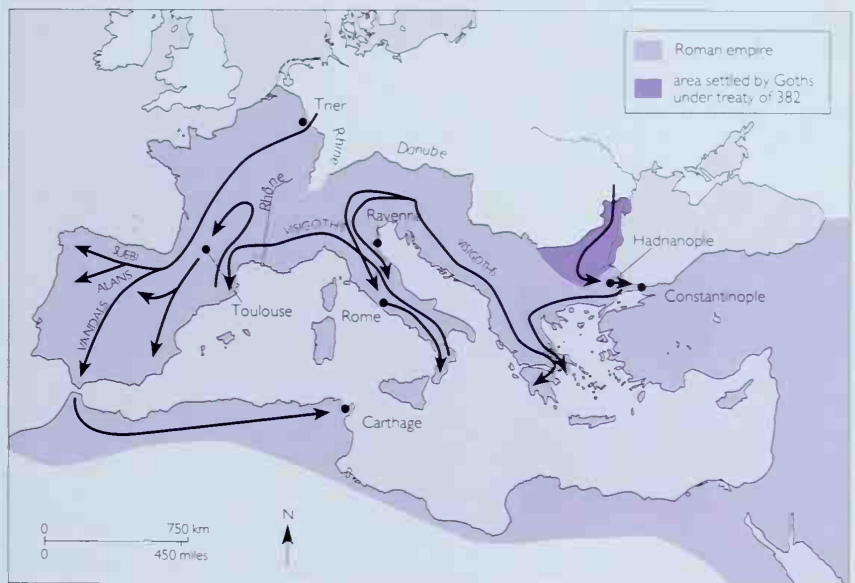 Roman empire
area settled by Goths
under treaty of 382
Trier
Rhine
Danube
Rhône
VISIGOTHS
Ravenna
VISIGOTHS
Hadrianople
SUEBI
ALANS
VANDALS
Toulouse
Rome
Constantinople
Carthage
0
750 km
0
450 miles
N